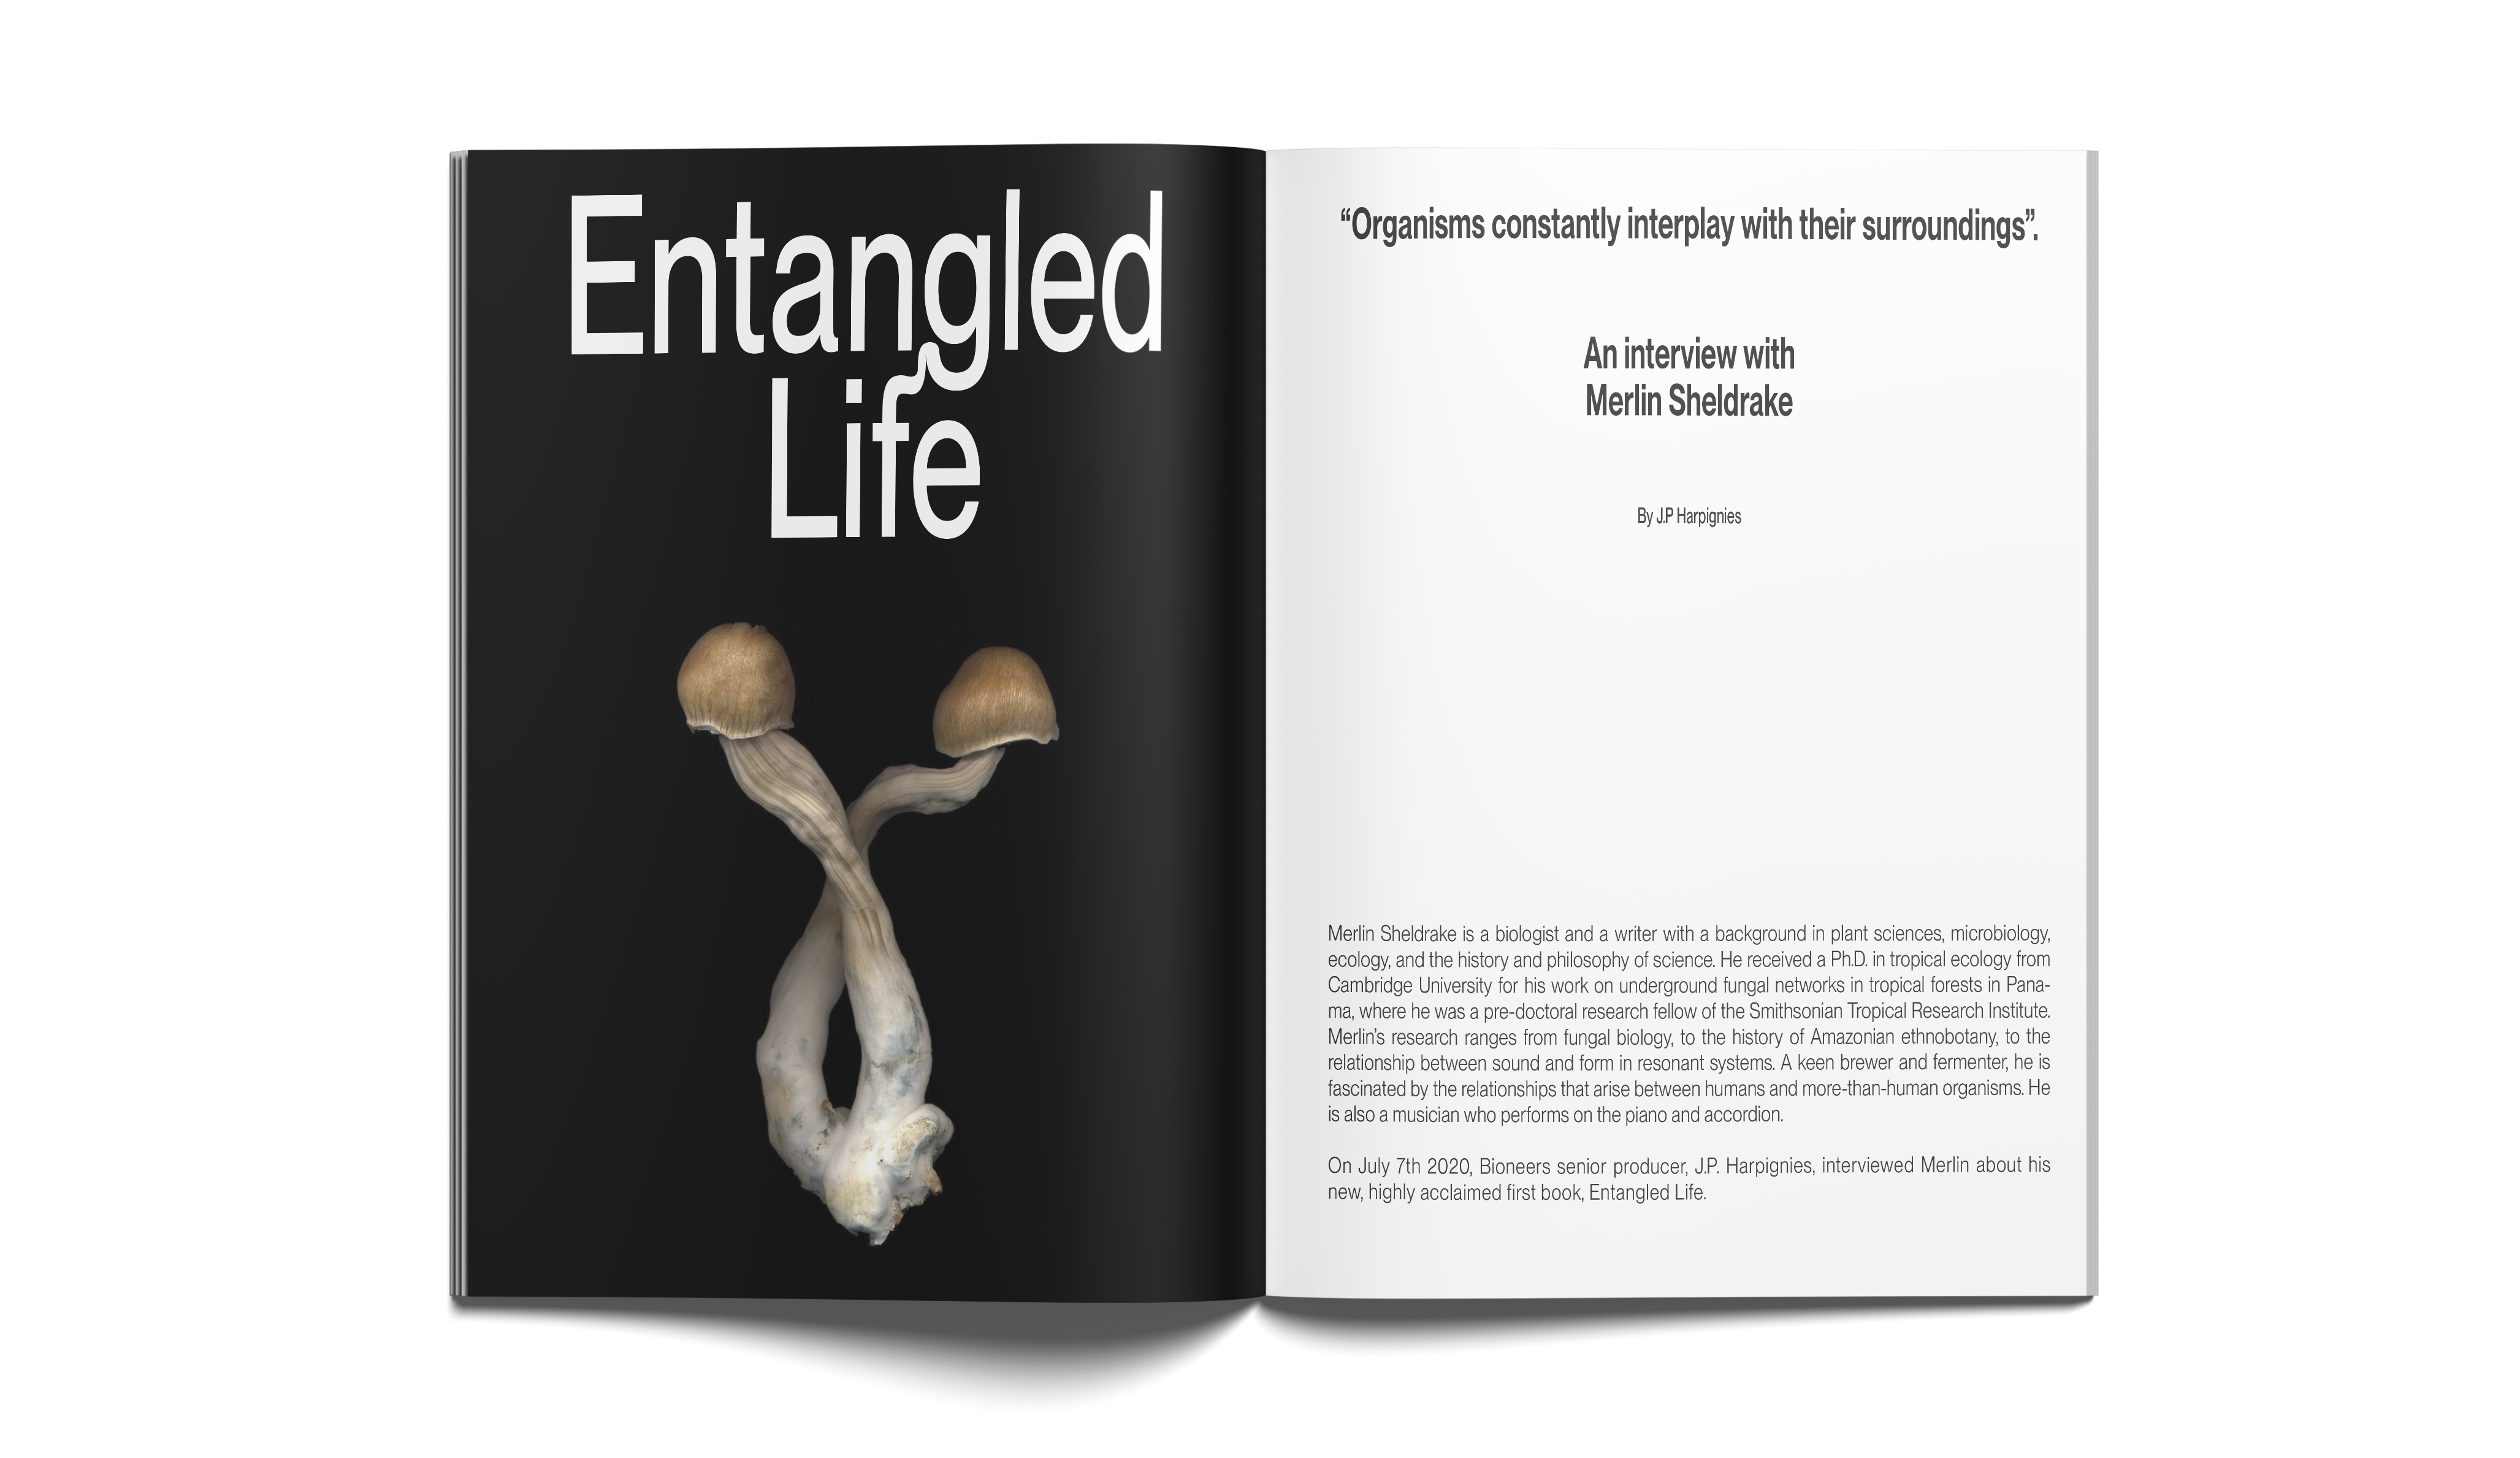 Entangled
Life
“Organisms constantly interplay with their surroundings”.
An interview with
Merlin Sheldrake
By J.P Harpignies
Merlin Sheldrake is a biologist and a writer with a background in plant sciences, microbiology,
ecology, and the history and philosophy of science. He received a Ph.D. in tropical ecology from
Cambridge University for his work on underground fungal networks in tropical forests in Pana-
ma, where he was a pre-doctoral research fellow of the Smithsonian Tropical Research Institute.
Merlin’s research ranges from fungal biology, to the history of Amazonian ethnobotany, to the
relationship between sound and form in resonant systems. A keen brewer and fermenter, he is
fascinated by the relationships that arise between humans and more-than-human organisms. He
is also a musician who performs on the piano and accordion.
On July 7th 2020, Bioneers senior producer, J.P. Harpignies, interviewed Merlin about his
new, highly acclaimed first book, Entangled Life.